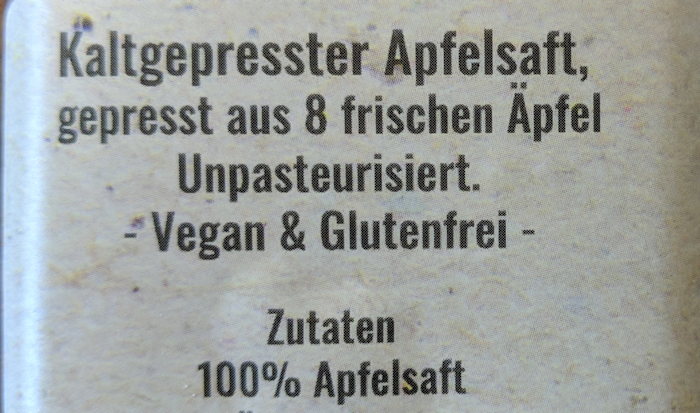 Kaltgepresster Apfelsaft,
gepresst aus 8 frischen Äpfel
Unpasteurisiert.
- Vegan & Glutenfrei -
Zutaten
100% Apfelsaft